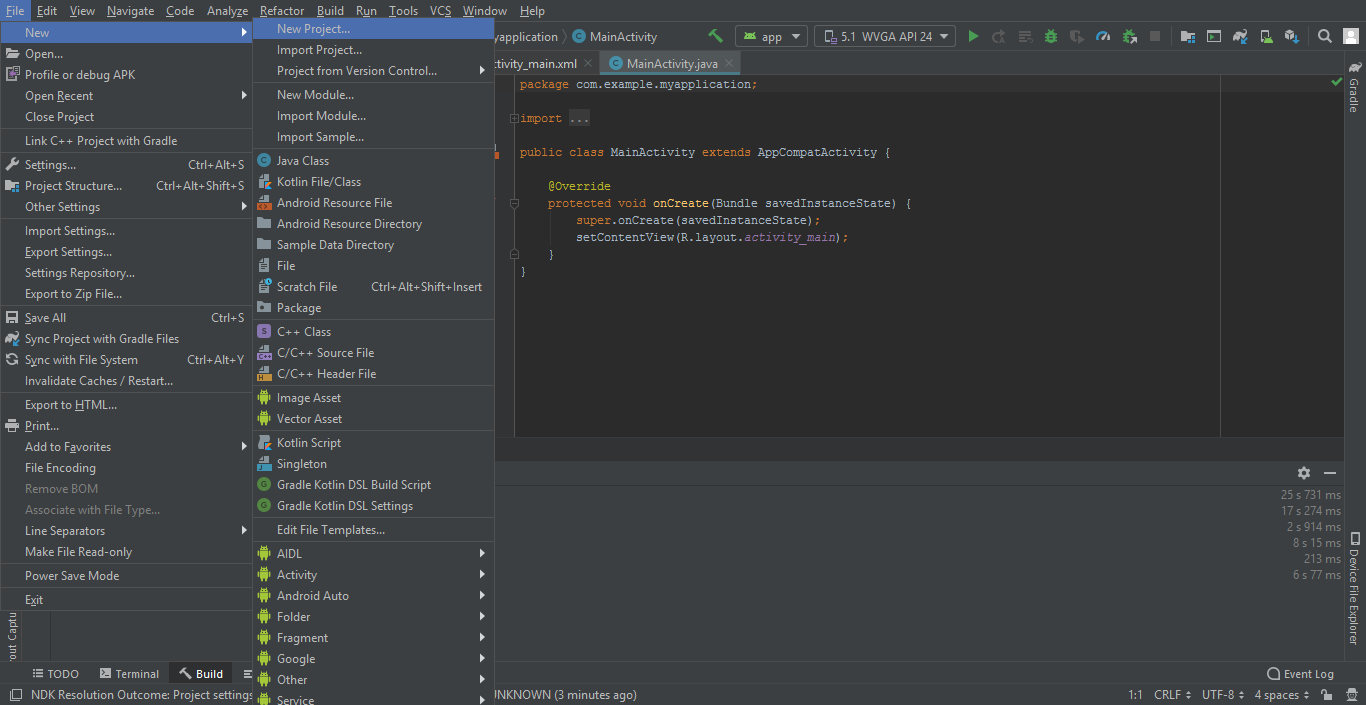 File Edit View Navigate Code Analyze Refactor Build Run Tools VCS Window Help
New
Open...
Profile or debug APK
Open Recent
Close Project
Link C++ Project with Gradle
Settings... Ctrl+Alt+S
Project Structure... Ctrl+Alt+Shift+S
Other Settings
Import Settings...
Export Settings...
Settings Repository...
Export to Zip File...
Save All Ctrl+S
Sync Project with Gradle Files
Sync with File System Ctrl+Alt+Y
Invalidate Caches / Restart...
Export to HTML...
Print...
Add to Favorites
File Encoding
Remove BOM
Associate with File Type...
Line Separators
Make File Read-only
Power Save Mode
Exit
New Project...
Import Project...
Project from Version Control...
New Module...
Import Module...
Import Sample...
Java Class
Kotlin File/Class
Android Resource File
Android Resource Directory
Sample Data Directory
File
Scratch File Ctrl+Alt+Shift+Insert
Package
C++ Class
C/C++ Source File
C/C++ Header File
Image Asset
Vector Asset
Kotlin Script
Singleton
Gradle Kotlin DSL Build Script
Gradle Kotlin DSL Settings
Edit File Templates...
AIDL
Activity
Android Auto
Folder
Fragment
Google
Other
Service
yapplication MainActivity app 5.1 WVGA API 24
ctivity_main.xml MainActivity.java
package com.example.myapplication;
import ...
public class MainActivity extends AppCompatActivity {
@Override
protected void onCreate(Bundle savedInstanceState) {
super.onCreate(savedInstanceState);
setContentView(R.layout.activity_main);
}
}
25 s 731 ms
17 s 274 ms
2 s 914 ms
8 s 15 ms
213 ms
6 s 77 ms
Gradle
Device File Explorer
out Captu
TODO Terminal Build Event Log
NDK Resolution Outcome: Project settings NKNOWN (3 minutes ago) 1:1 CRLF UTF-8 4 spaces